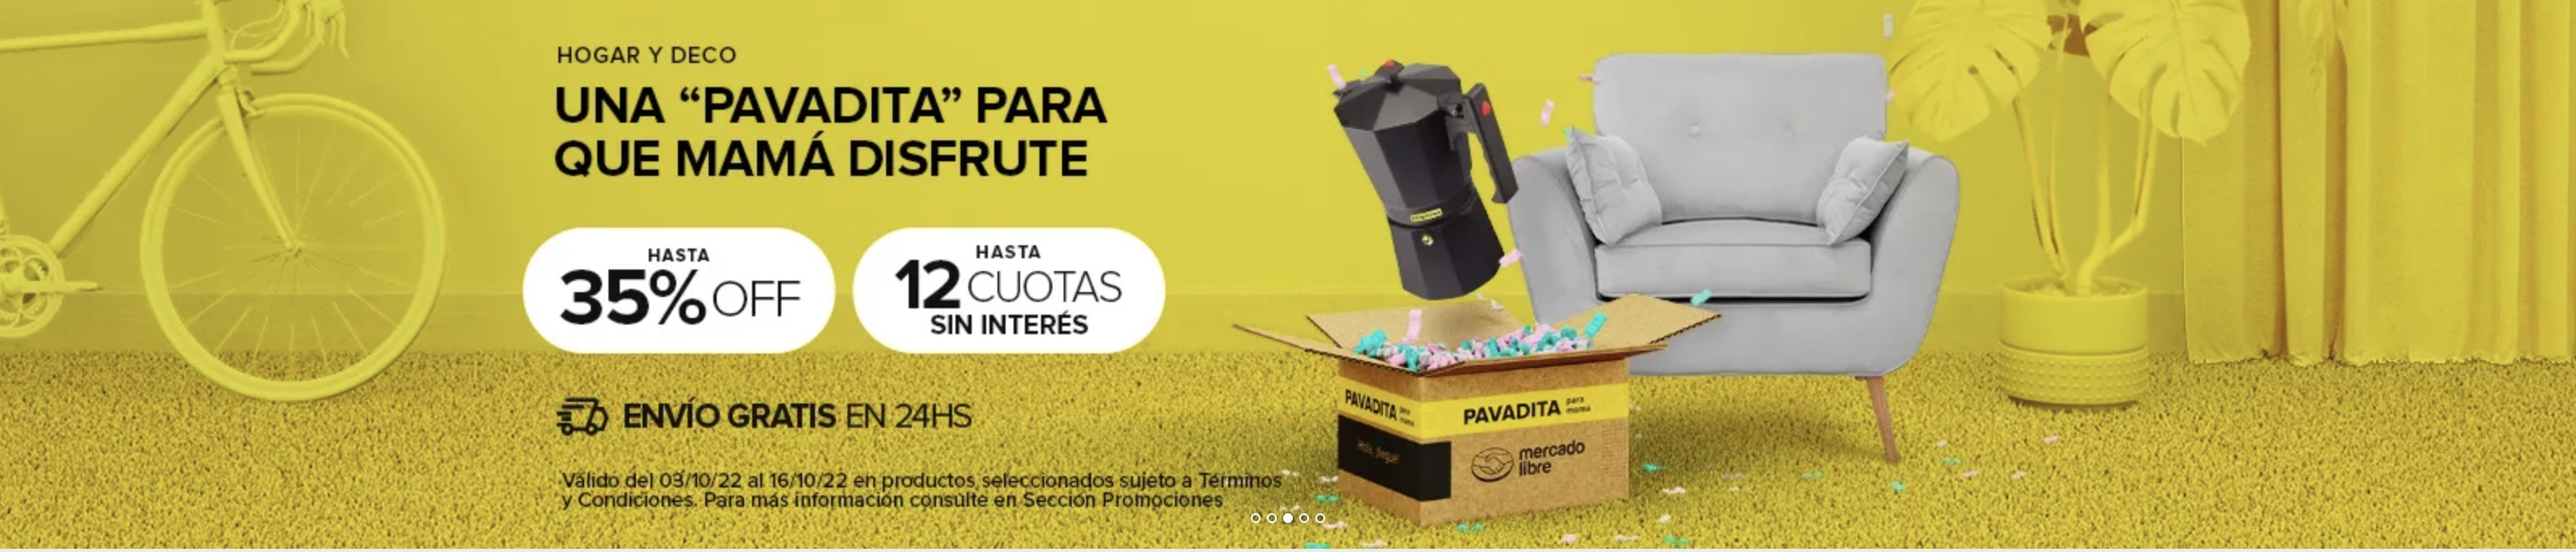 HOGAR Y DECO
UNA “PAVADITA” PARA
QUE MAMÁ DISFRUTE
HASTA
35% OFF
HASTA
12 CUOTAS
SIN INTERÉS
ENVÍO GRATIS EN 24HS
Válido del 03/10/22 al 16/10/22 en productos seleccionados sujeto a Términos
y Condiciones. Para más información consulte en Sección Promociones
PAVADITA para
mamá
PAVADITA para
mamá
mercado
libre